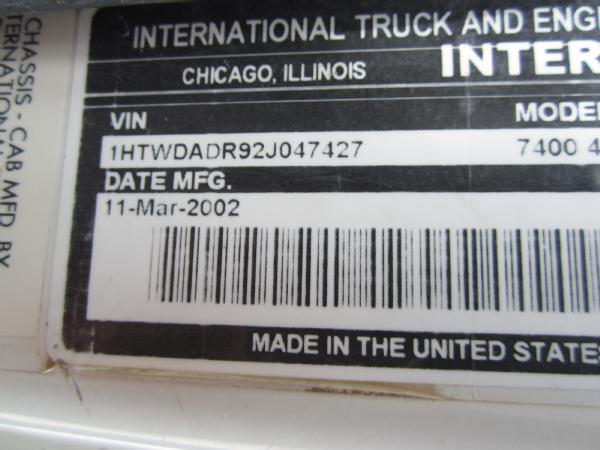 INTERNATIONAL TRUCK AND ENG
CHICAGO, ILLINOIS INTER
VIN MODE
1HTWDADR92J047427 7400 4
DATE MFG.
11-Mar-2002
MADE IN THE UNITED STATES
CHASSIS - CAB MFD BY